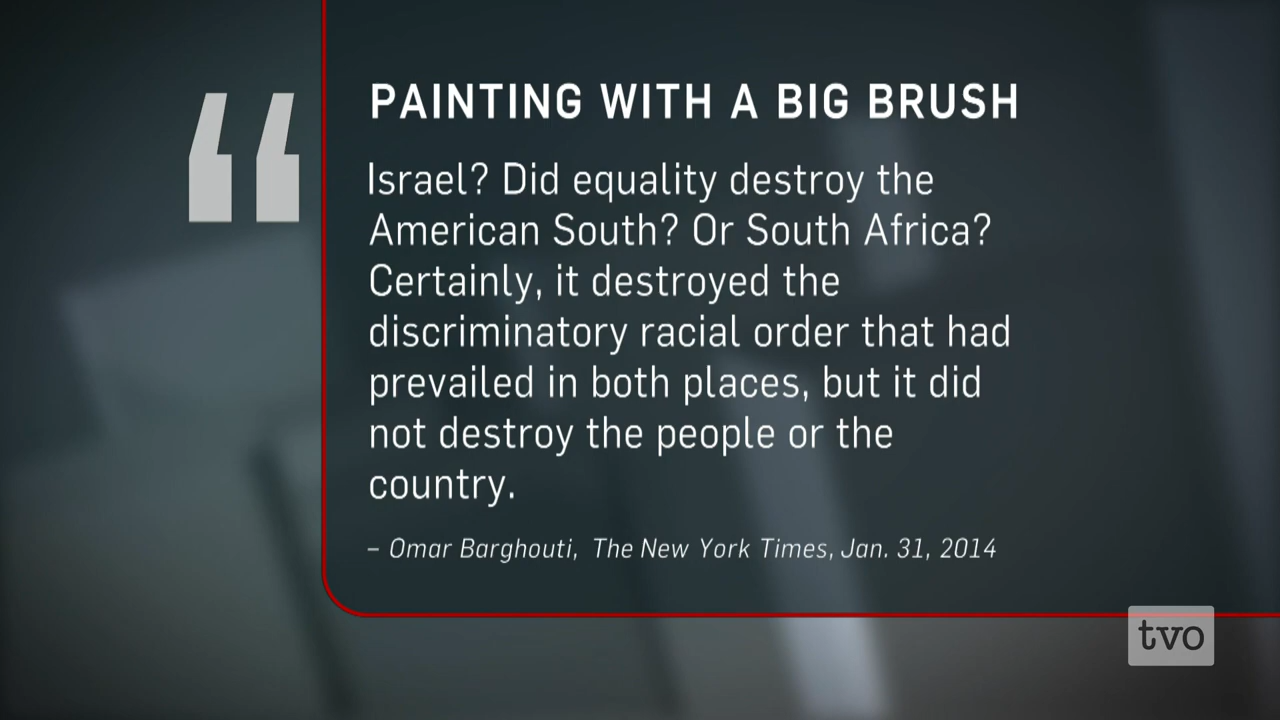 “
PAINTING WITH A BIG BRUSH
Israel? Did equality destroy the
American South? Or South Africa?
Certainly, it destroyed the
discriminatory racial order that had
prevailed in both places, but it did
not destroy the people or the
country.
– Omar Barghouti, The New York Times, Jan. 31, 2014
tvo